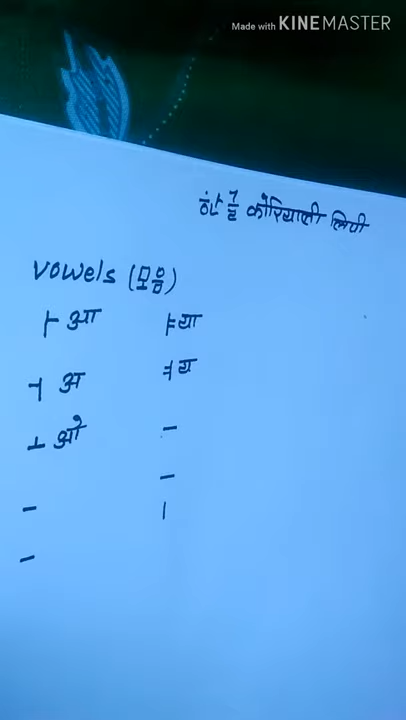 Made with KINEMASTER
한글 कोरियाली लिपी
vowels (모음)
ㅏ आ ㅑ या
ㅓ अ ㅕ य
ㅗ ओ ㅡ
ㅡ ㅡ
ㅡ ㅣ